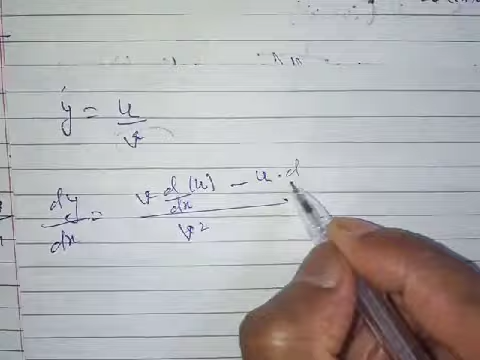 y = u/v
dy/dx = (v d/dx (u) - u · d)/v²